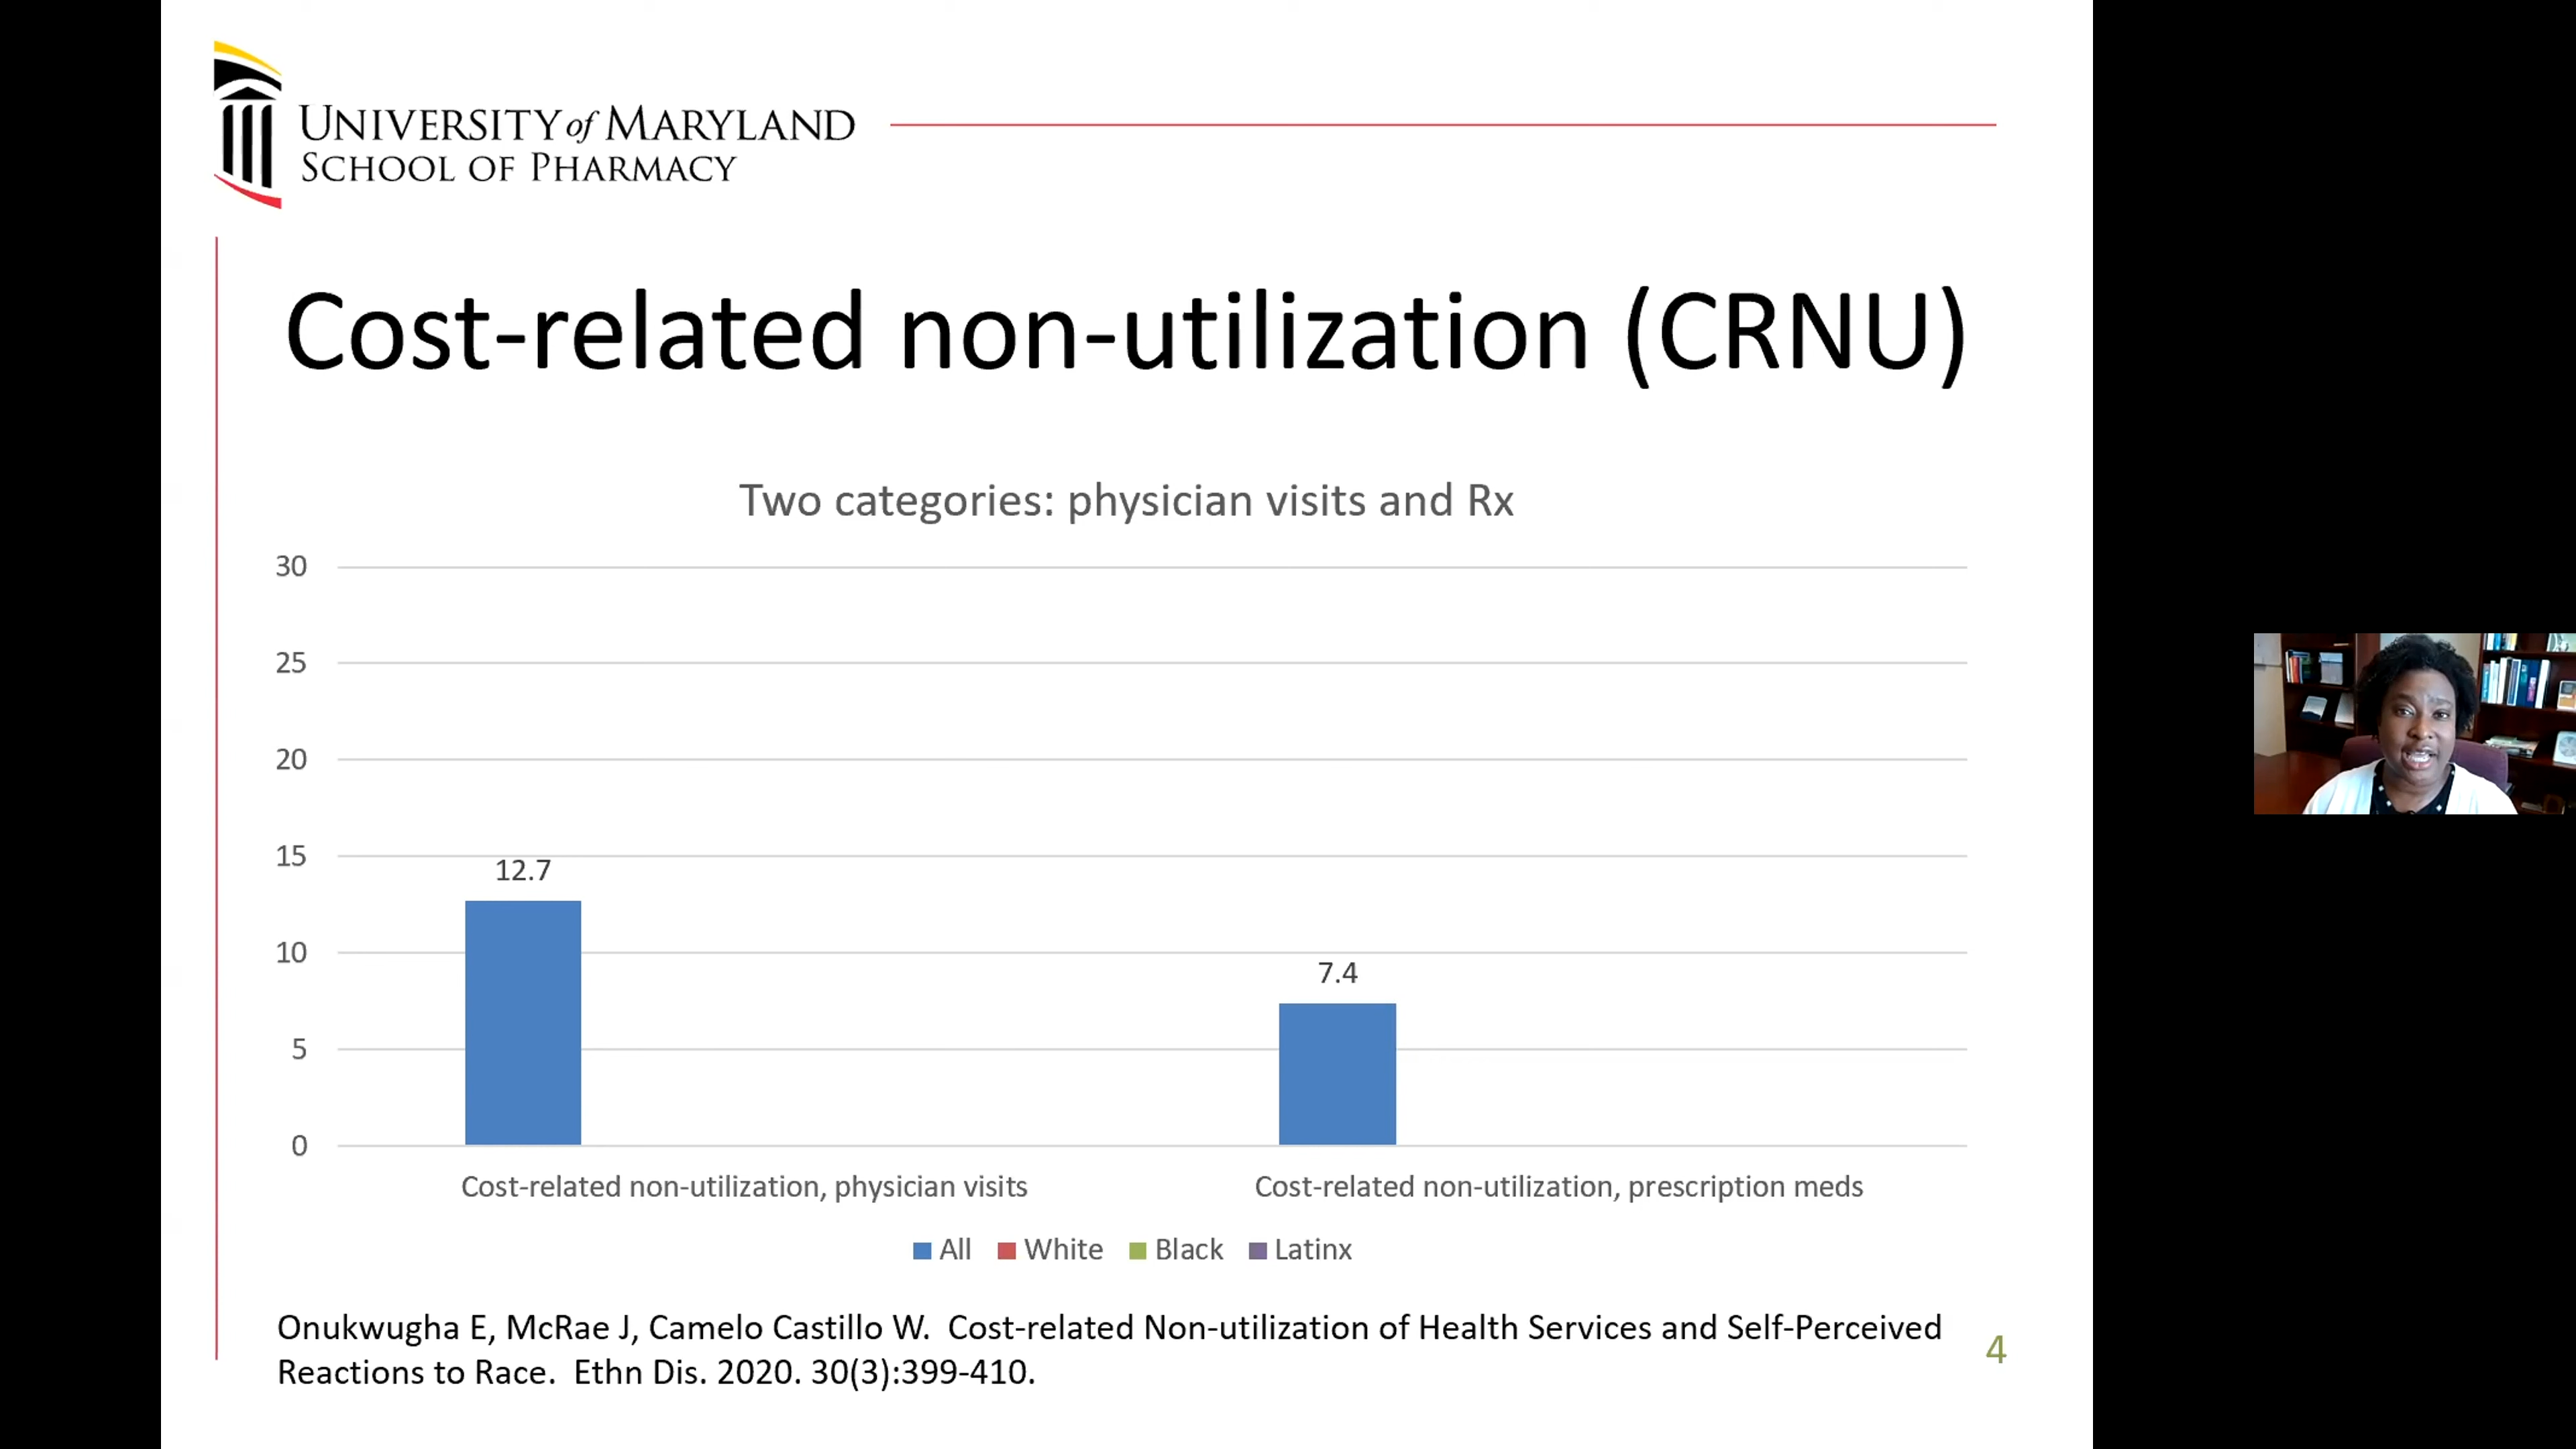 UNIVERSITY of MARYLAND
SCHOOL OF PHARMACY
Cost-related non-utilization (CRNU)
Two categories: physician visits and Rx
30
25
20
15
12.7
10
7.4
5
0
Cost-related non-utilization, physician visits
Cost-related non-utilization, prescription meds
All White Black Latinx
Onukwugha E, McRae J, Camelo Castillo W. Cost-related Non-utilization of Health Services and Self-Perceived
Reactions to Race. Ethn Dis. 2020. 30(3):399-410.
4